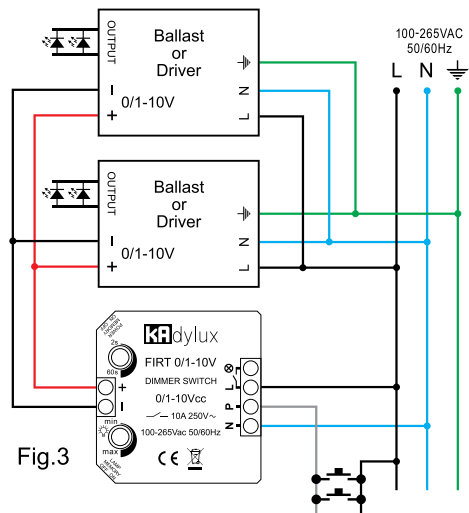 100-265VAC
50/60Hz
L N
OUTPUT
Ballast
or
Driver
-
0/1-10V
+
N
L
OUTPUT
Ballast
or
Driver
-
0/1-10V
+
N
L
KAdylux
FIRT 0/1-10V
DIMMER SWITCH
0/1-10Vcc
10A 250V~
100-265Vac 50/60Hz
CE
2s
60s
+
-
min
max
LAMP
MEMORY
L
P
N
Fig.3